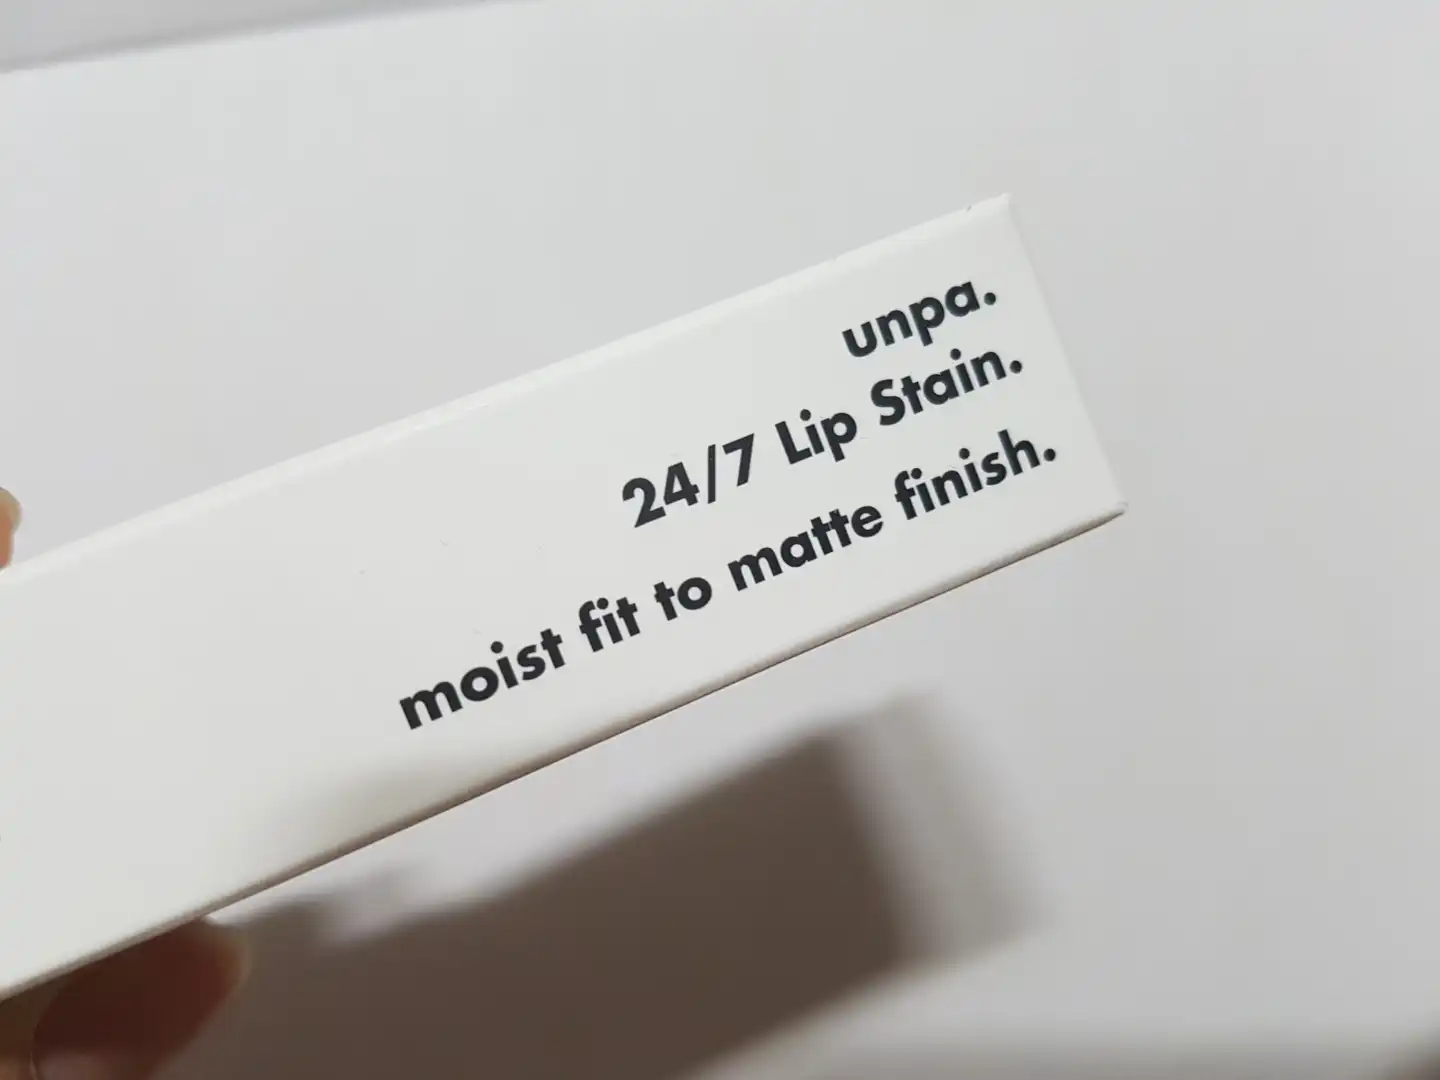 unpa.
24/7 Lip Stain.
moist fit to matte finish.